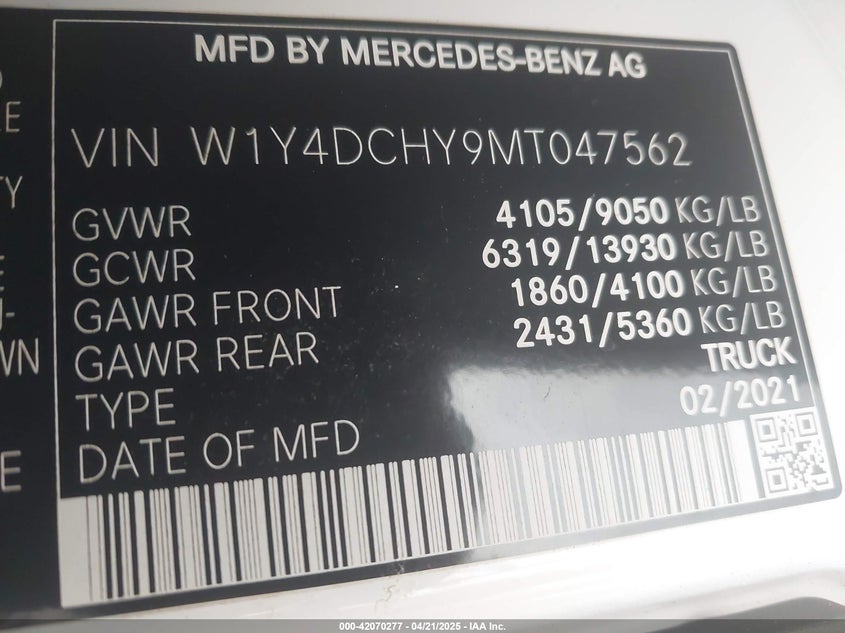 MFD BY MERCEDES-BENZ AG
VIN W1Y4DCHY9MT047562
GVWR 4105/9050 KG/LB
GCWR 6319/13930 KG/LB
GAWR FRONT 1860/4100 KG/LB
GAWR REAR 2431/5360 KG/LB
TYPE TRUCK
DATE OF MFD 02/2021
000-42070277 - 04/21/2025 - IAA Inc.